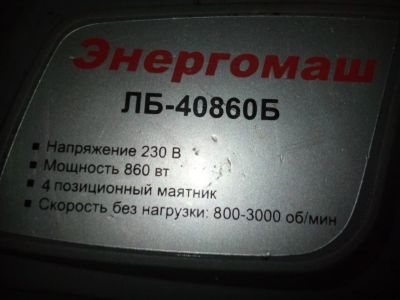 Энергомаш
ЛБ-40860Б
▪ Напряжение 230 В
▪ Мощность 860 вт
▪ 4 позиционный маятник
▪ Скорость без нагрузки: 800-3000 об/мин